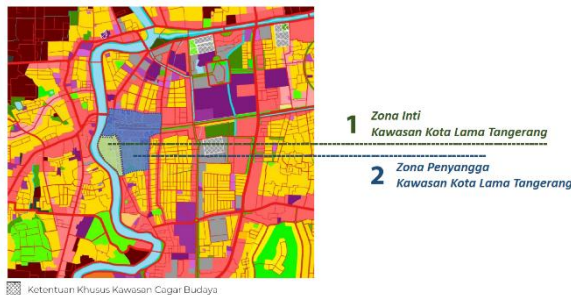 1
Zona Inti
Kawasan Kota Lama Tangerang
2
Zona Penyangga
Kawasan Kota Lama Tangerang
Ketentuan Khusus Kawasan Cagar Budaya